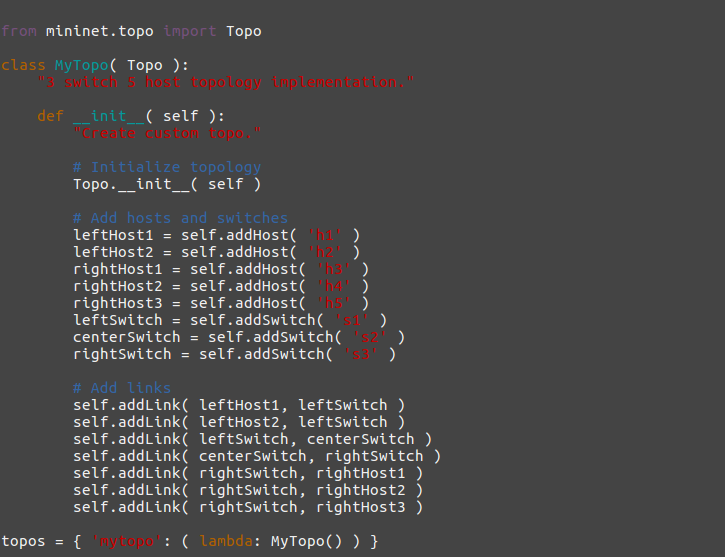 from mininet.topo import Topo
class MyTopo( Topo ):
"3 switch 5 host topology implementation."
def __init__( self ):
"Create custom topo."
# Initialize topology
Topo.__init__( self )
# Add hosts and switches
leftHost1 = self.addHost( 'h1' )
leftHost2 = self.addHost( 'h2' )
rightHost1 = self.addHost( 'h3' )
rightHost2 = self.addHost( 'h4' )
rightHost3 = self.addHost( 'h5' )
leftSwitch = self.addSwitch( 's1' )
centerSwitch = self.addSwitch( 's2' )
rightSwitch = self.addSwitch( 's3' )
# Add links
self.addLink( leftHost1, leftSwitch )
self.addLink( leftHost2, leftSwitch )
self.addLink( leftSwitch, centerSwitch )
self.addLink( centerSwitch, rightSwitch )
self.addLink( rightSwitch, rightHost1 )
self.addLink( rightSwitch, rightHost2 )
self.addLink( rightSwitch, rightHost3 )
topos = { 'mytopo': ( lambda: MyTopo() ) }